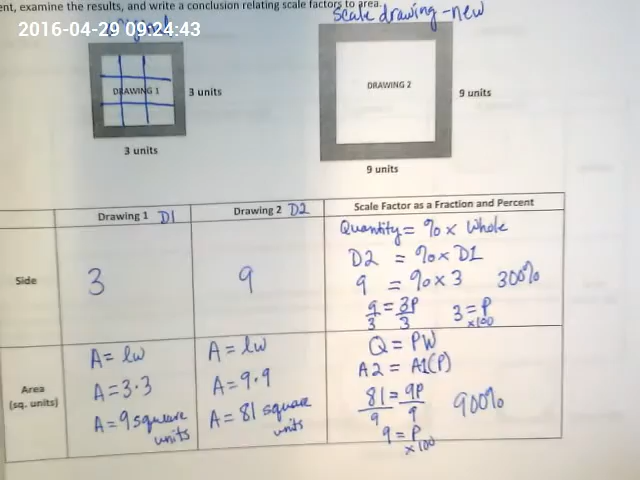 ent, examine the results, and write a conclusion relating scale factors to area.
2016-04-29 09:24:43
original
scale drawing - new
DRAWING 1
3 units
3 units
DRAWING 2
9 units
9 units
Drawing 1 D1
Drawing 2 D2
Scale Factor as a Fraction and Percent
Side
3
9
Quantity = % x Whole
D2 = % x D1
9 = % x 3 300%
9/3 = 3P/3 3 = P
x100
Area
(sq. units)
A = lw
A = 3·3
A = 9 square
units
A = lw
A = 9·9
A = 81 square
units
Q = PW
A2 = A1(P)
81/9 = 9P/9 900%
9 = P
x100